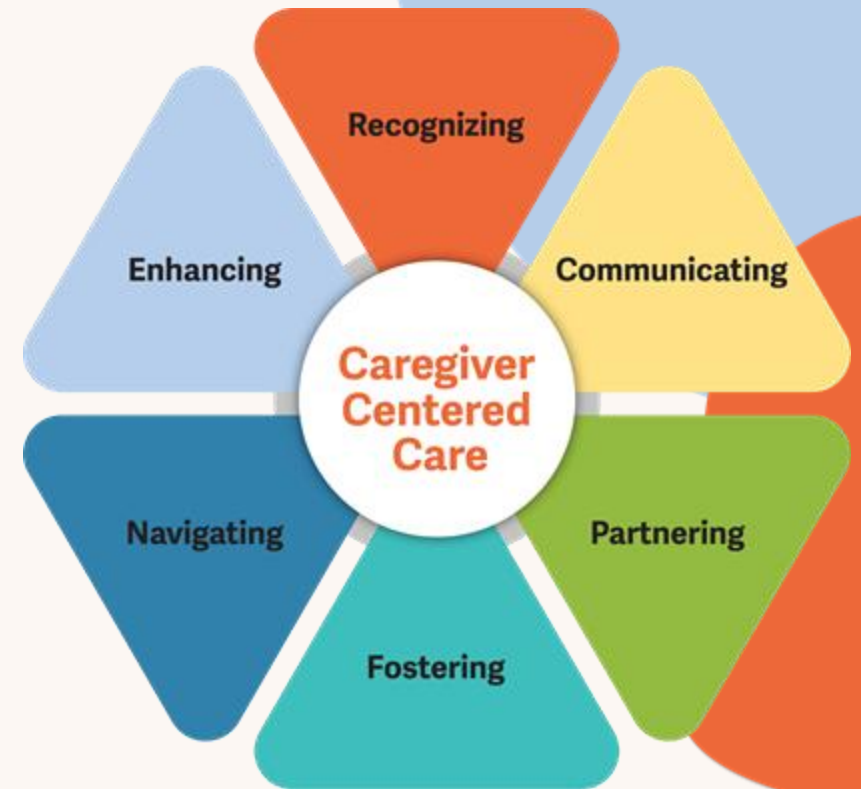 Recognizing
Communicating
Partnering
Fostering
Navigating
Enhancing
Caregiver
Centered
Care